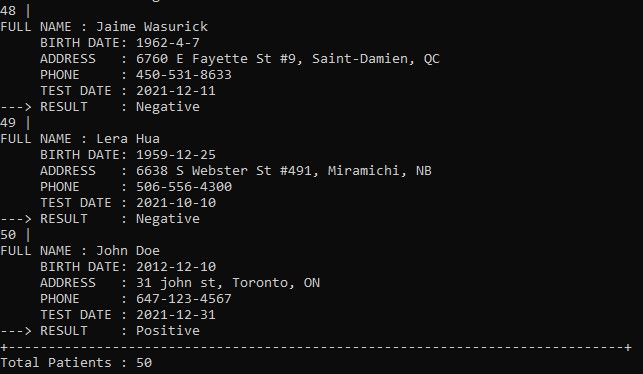 48 |
FULL NAME : Jaime Wasurick
     BIRTH DATE: 1962-4-7
     ADDRESS   : 6760 E Fayette St #9, Saint-Damien, QC
     PHONE     : 450-531-8633
     TEST DATE : 2021-12-11
---> RESULT    : Negative
49 |
FULL NAME : Lera Hua
     BIRTH DATE: 1959-12-25
     ADDRESS   : 6638 S Webster St #491, Miramichi, NB
     PHONE     : 506-556-4300
     TEST DATE : 2021-10-10
---> RESULT    : Negative
50 |
FULL NAME : John Doe
     BIRTH DATE: 2012-12-10
     ADDRESS   : 31 john st, Toronto, ON
     PHONE     : 647-123-4567
     TEST DATE : 2021-12-31
---> RESULT    : Positive
+-----------------------------------------------------------------------------+
Total Patients : 50